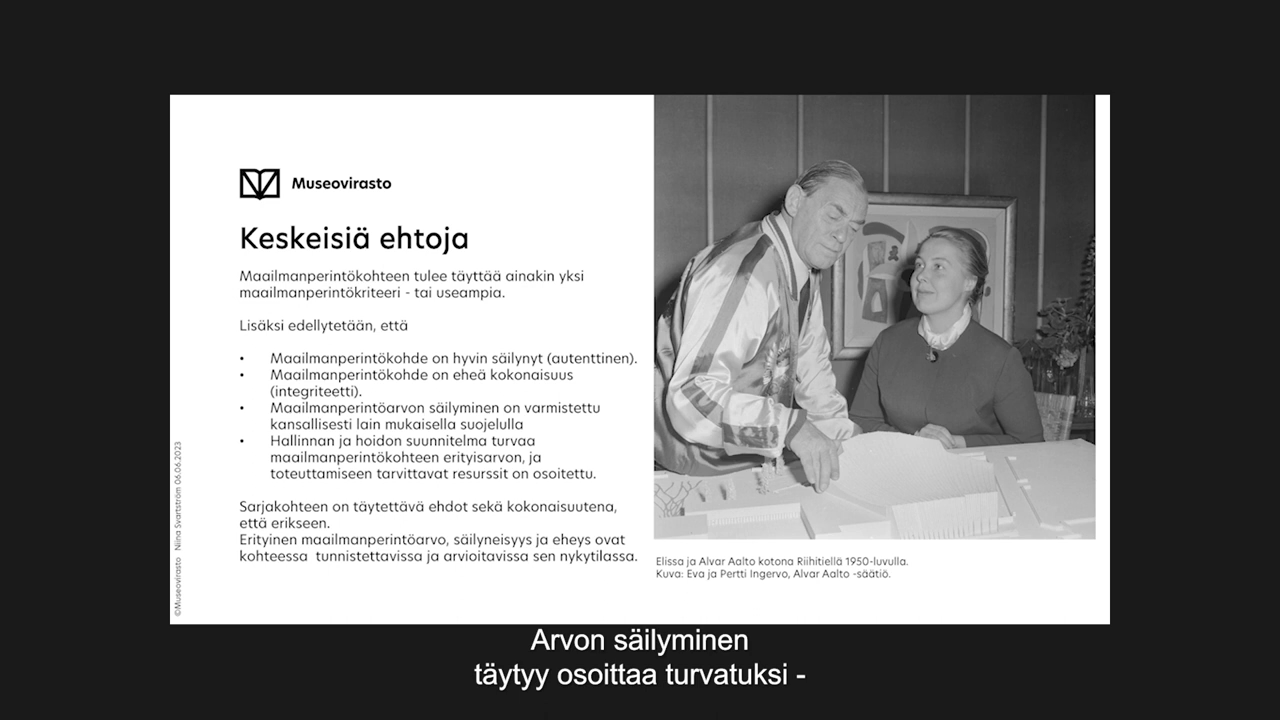 Museovirasto
Keskeisiä ehtoja
Maailmanperintökohteen tulee täyttää ainakin yksi
maailmanperintökriteeri - tai useampia.
Lisäksi edellytetään, että
• Maailmanperintökohde on hyvin säilynyt (autenttinen).
• Maailmanperintökohde on eheä kokonaisuus
(integriteetti).
• Maailmanperintöarvon säilyminen on varmistettu
kansallisesti lain mukaisella suojelulla
• Hallinnan ja hoidon suunnitelma turvaa
maailmanperintökohteen erityisarvon, ja
toteuttamiseen tarvittavat resurssit on osoitettu.
Sarjakohteen on täytettävä ehdot sekä kokonaisuutena,
että erikseen.
Erityinen maailmanperintöarvo, säilyneisyys ja eheys ovat
kohteessa tunnistettavissa ja arvioitavissa sen nykytilassa.
©Museovirasto Niina Svartström 06.06.2023
Elissa ja Alvar Aalto kotona Riihitiellä 1950-luvulla.
Kuva: Eva ja Pertti Ingervo, Alvar Aalto -säätiö.
Arvon säilyminen
täytyy osoittaa turvatuksi -